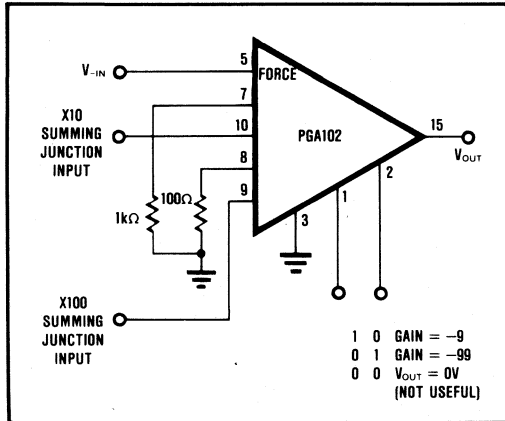 V-IN
5
FORCE
7
X10
SUMMING
JUNCTION
INPUT
10
PGA102
15
VOUT
8
2
100Ω
9
1
1kΩ
3
X100
SUMMING
JUNCTION
INPUT
1 0 GAIN = −9
0 1 GAIN = −99
0 0 VOUT = 0V
(NOT USEFUL)